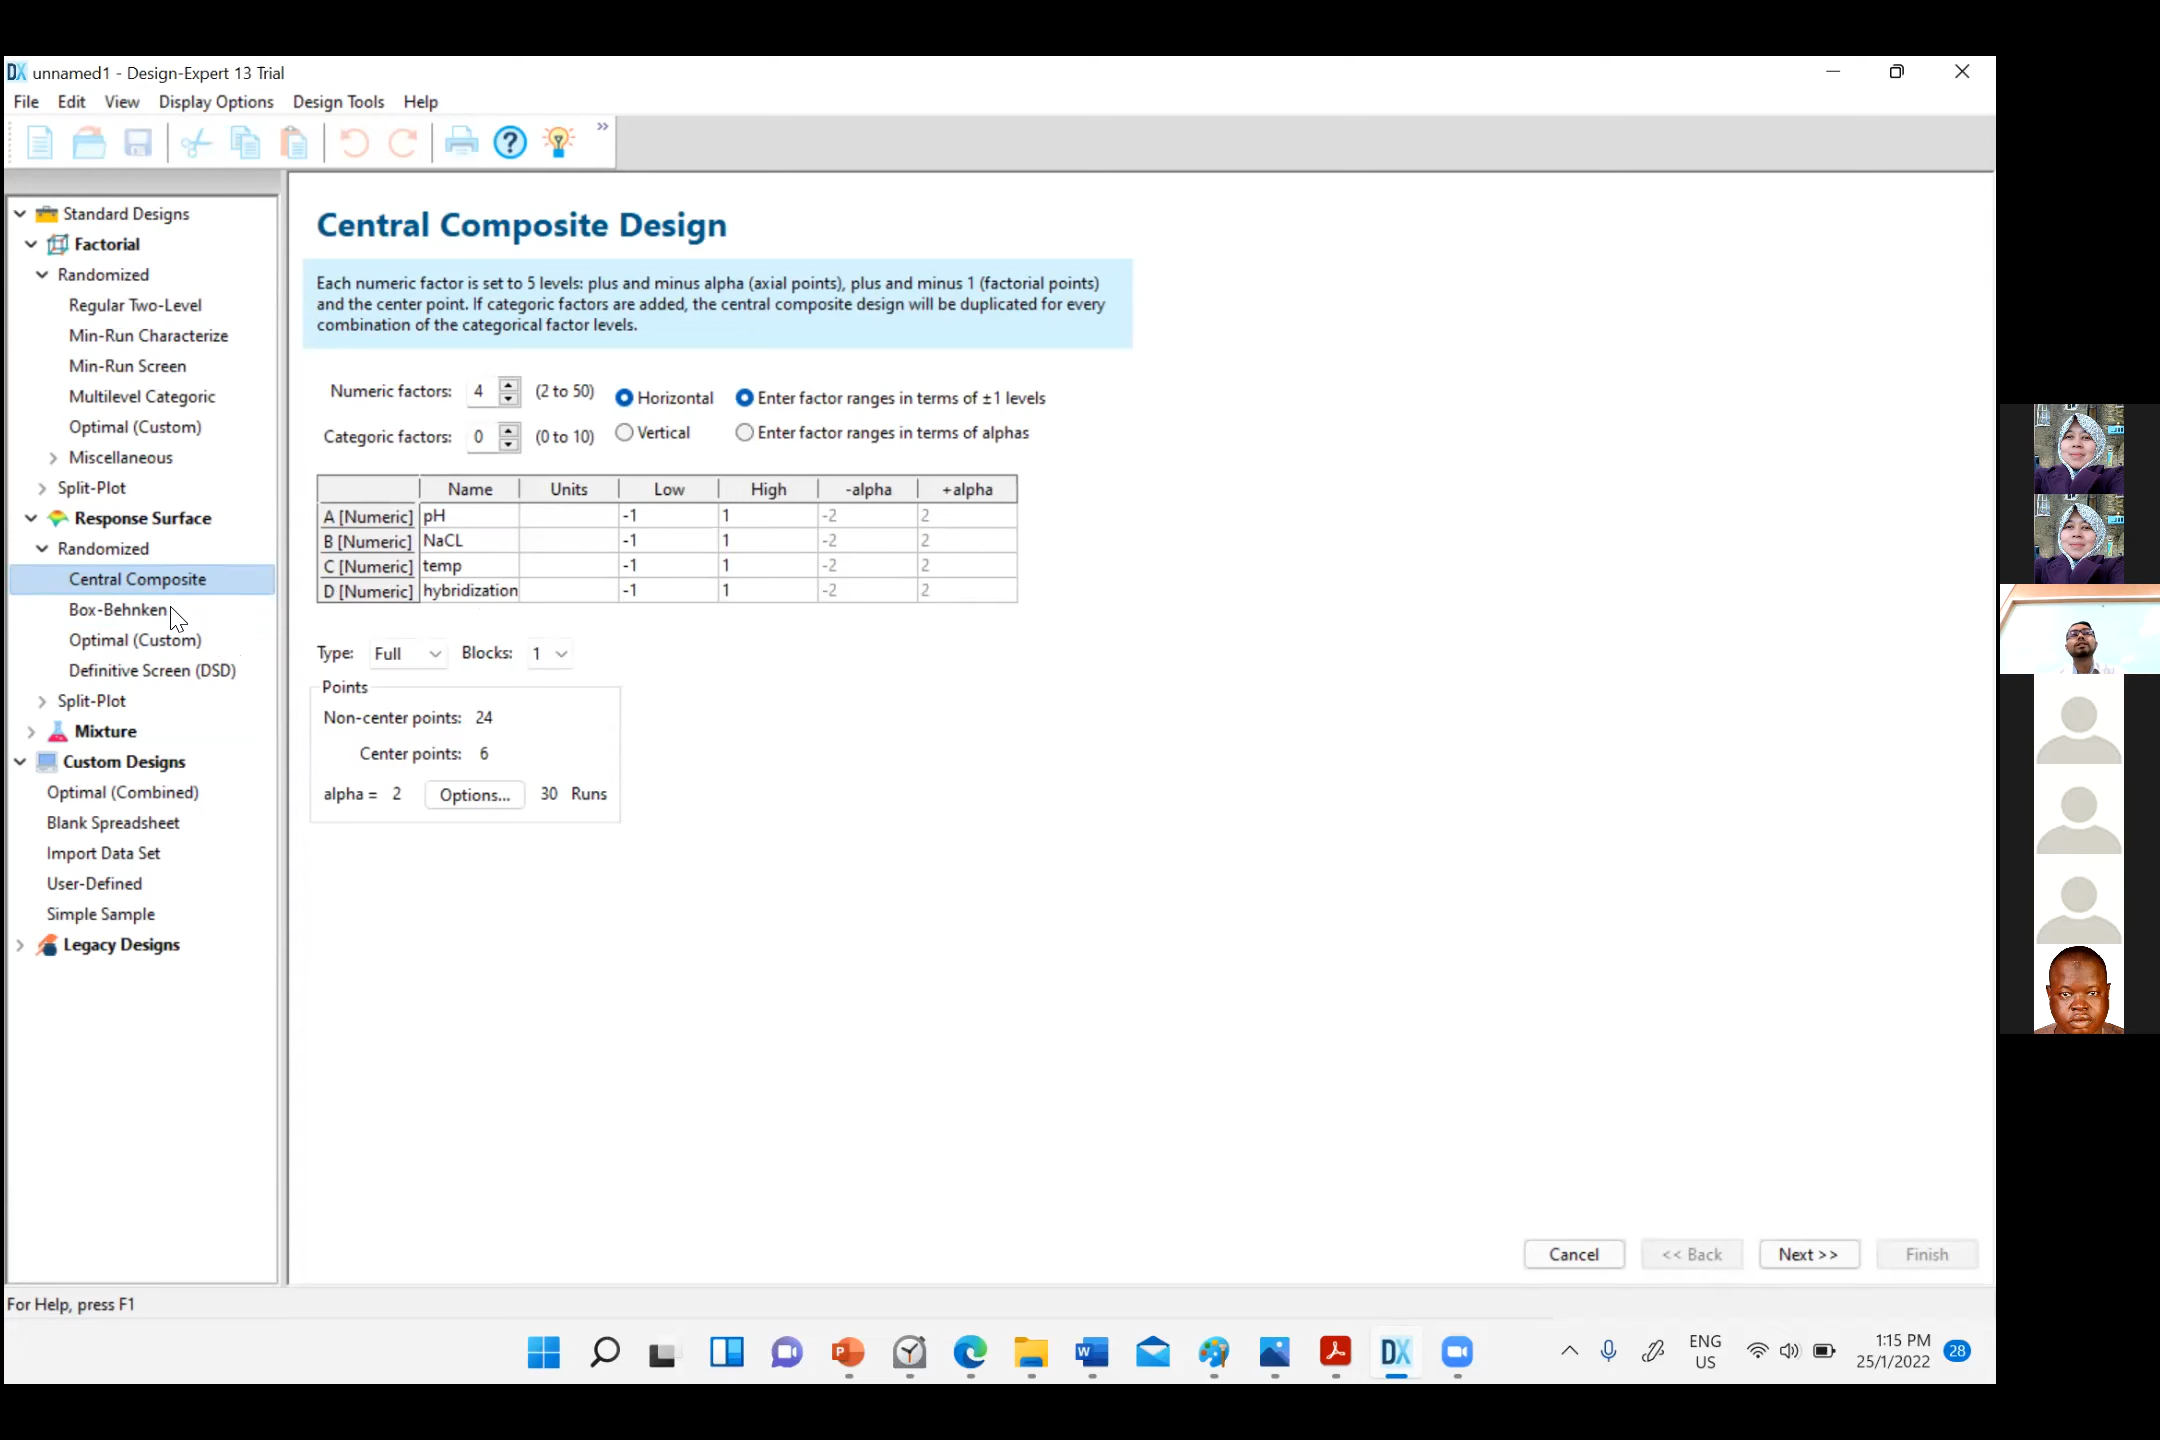 DX unnamed1 - Design-Expert 13 Trial
File Edit View Display Options Design Tools Help
Standard Designs
Factorial
Randomized
Regular Two-Level
Min-Run Characterize
Min-Run Screen
Multilevel Categoric
Optimal (Custom)
Miscellaneous
Split-Plot
Response Surface
Randomized
Central Composite
Box-Behnken
Optimal (Custom)
Definitive Screen (DSD)
Split-Plot
Mixture
Custom Designs
Optimal (Combined)
Blank Spreadsheet
Import Data Set
User-Defined
Simple Sample
Legacy Designs
Central Composite Design
Each numeric factor is set to 5 levels: plus and minus alpha (axial points), plus and minus 1 (factorial points)
and the center point. If categoric factors are added, the central composite design will be duplicated for every
combination of the categorical factor levels.
Numeric factors: 4 (2 to 50) Horizontal Enter factor ranges in terms of ±1 levels
Categoric factors: 0 (0 to 10) Vertical Enter factor ranges in terms of alphas
Name Units Low High -alpha +alpha
A [Numeric] pH -1 1 -2 2
B [Numeric] NaCL -1 1 -2 2
C [Numeric] temp -1 1 -2 2
D [Numeric] hybridization -1 1 -2 2
Type: Full Blocks: 1
Points
Non-center points: 24
Center points: 6
alpha = 2 Options... 30 Runs
Cancel << Back Next >> Finish
For Help, press F1
P W DX ENG 1:15 PM 28
US 25/1/2022